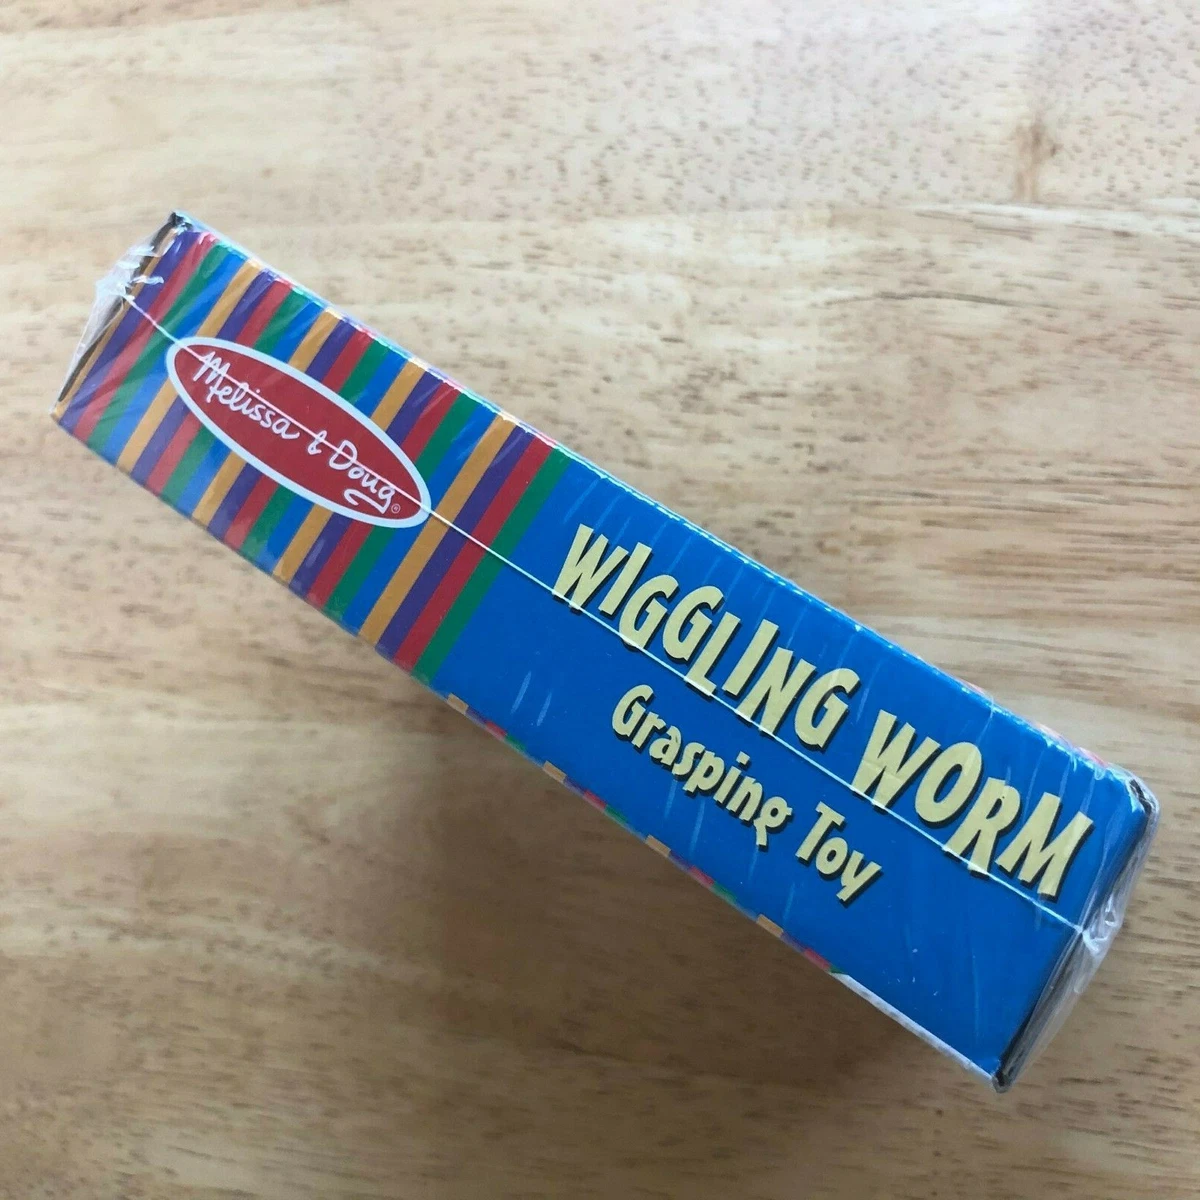 Melissa & Doug®
WIGGLING WORM
Grasping Toy